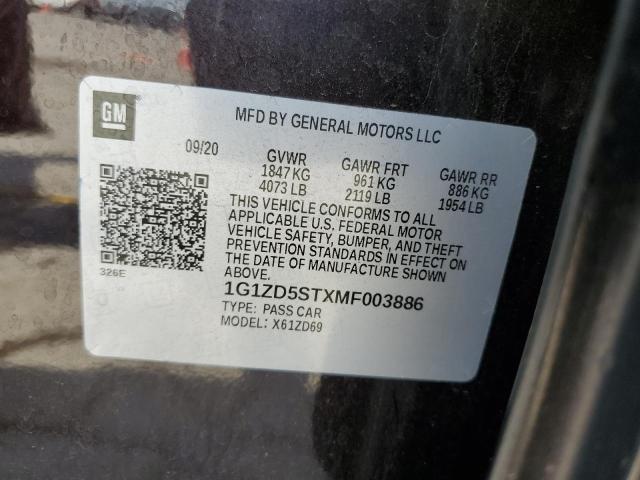 GM
MFD BY GENERAL MOTORS LLC
09/20
GVWR
1847 KG
4073 LB
GAWR FRT
961 KG
2119 LB
GAWR RR
886 KG
1954 LB
THIS VEHICLE CONFORMS TO ALL
APPLICABLE U.S. FEDERAL MOTOR
VEHICLE SAFETY, BUMPER, AND THEFT
PREVENTION STANDARDS IN EFFECT ON
THE DATE OF MANUFACTURE SHOWN
ABOVE.
326E
1G1ZD5STXMF003886
TYPE: PASS CAR
MODEL: X61ZD69